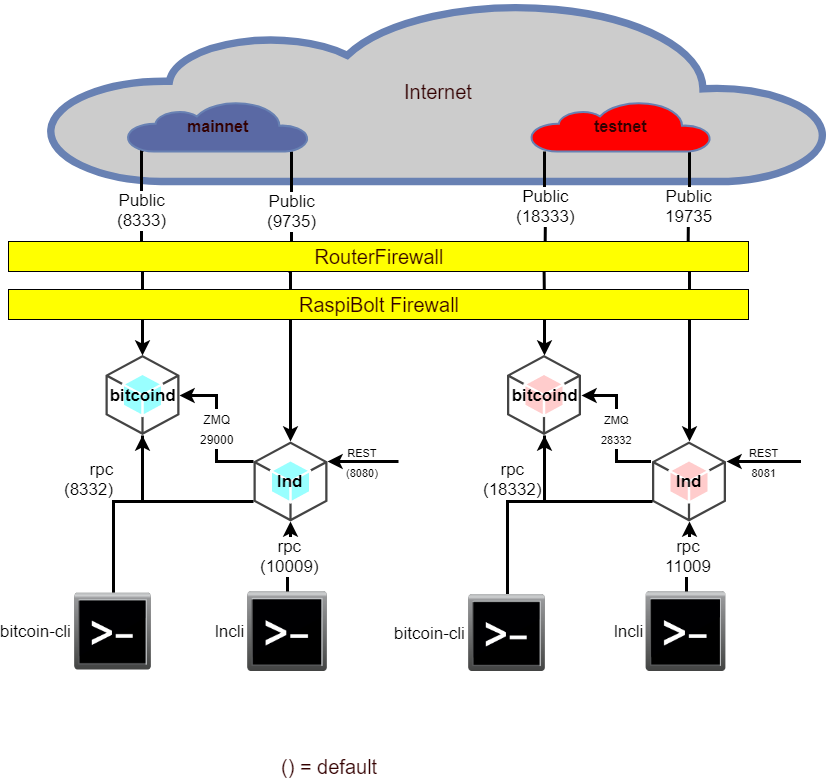 Internet
mainnet
testnet
Public
(8333)
Public
(9735)
Public
(18333)
Public
19735
RouterFirewall
RaspiBolt Firewall
bitcoind
ZMQ
29000
rpc
(8332)
lnd
REST
(8080)
rpc
(10009)
bitcoin-cli
>–
lncli
>–
bitcoind
ZMQ
28332
rpc
(18332)
lnd
REST
8081
rpc
11009
bitcoin-cli
>–
lncli
>–
() = default